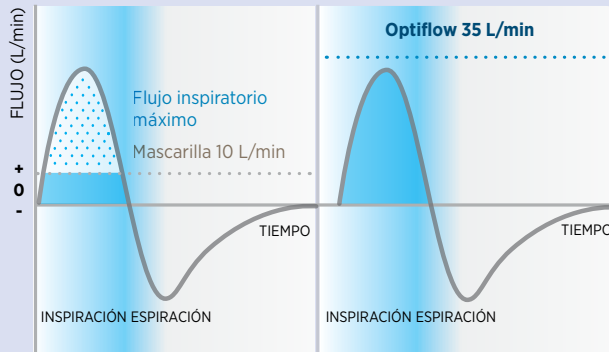 FLUJO (L/min)
+
0
-
Flujo inspiratorio
máximo
Mascarilla 10 L/min
TIEMPO
INSPIRACIÓN ESPIRACIÓN
Optiflow 35 L/min
TIEMPO
INSPIRACIÓN ESPIRACIÓN